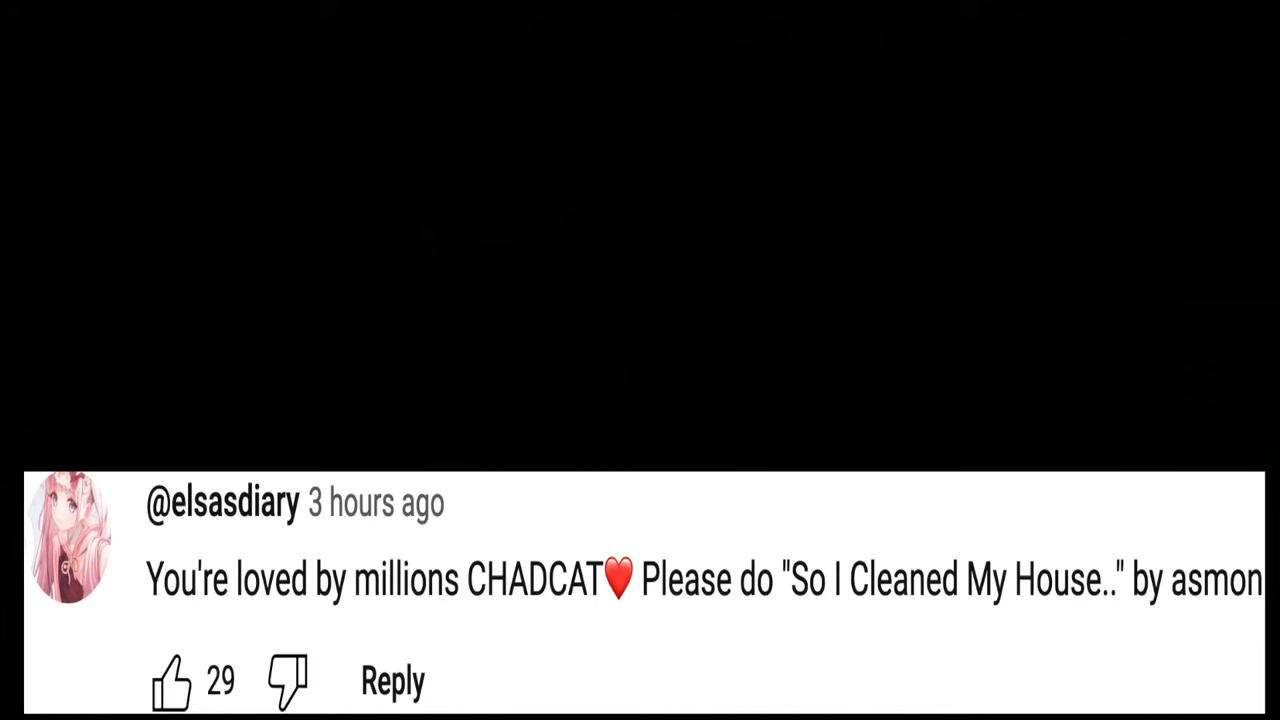 @elsasdiary 3 hours ago
You're loved by millions CHADCAT❤️ Please do "So I Cleaned My House.." by asmon
29 Reply